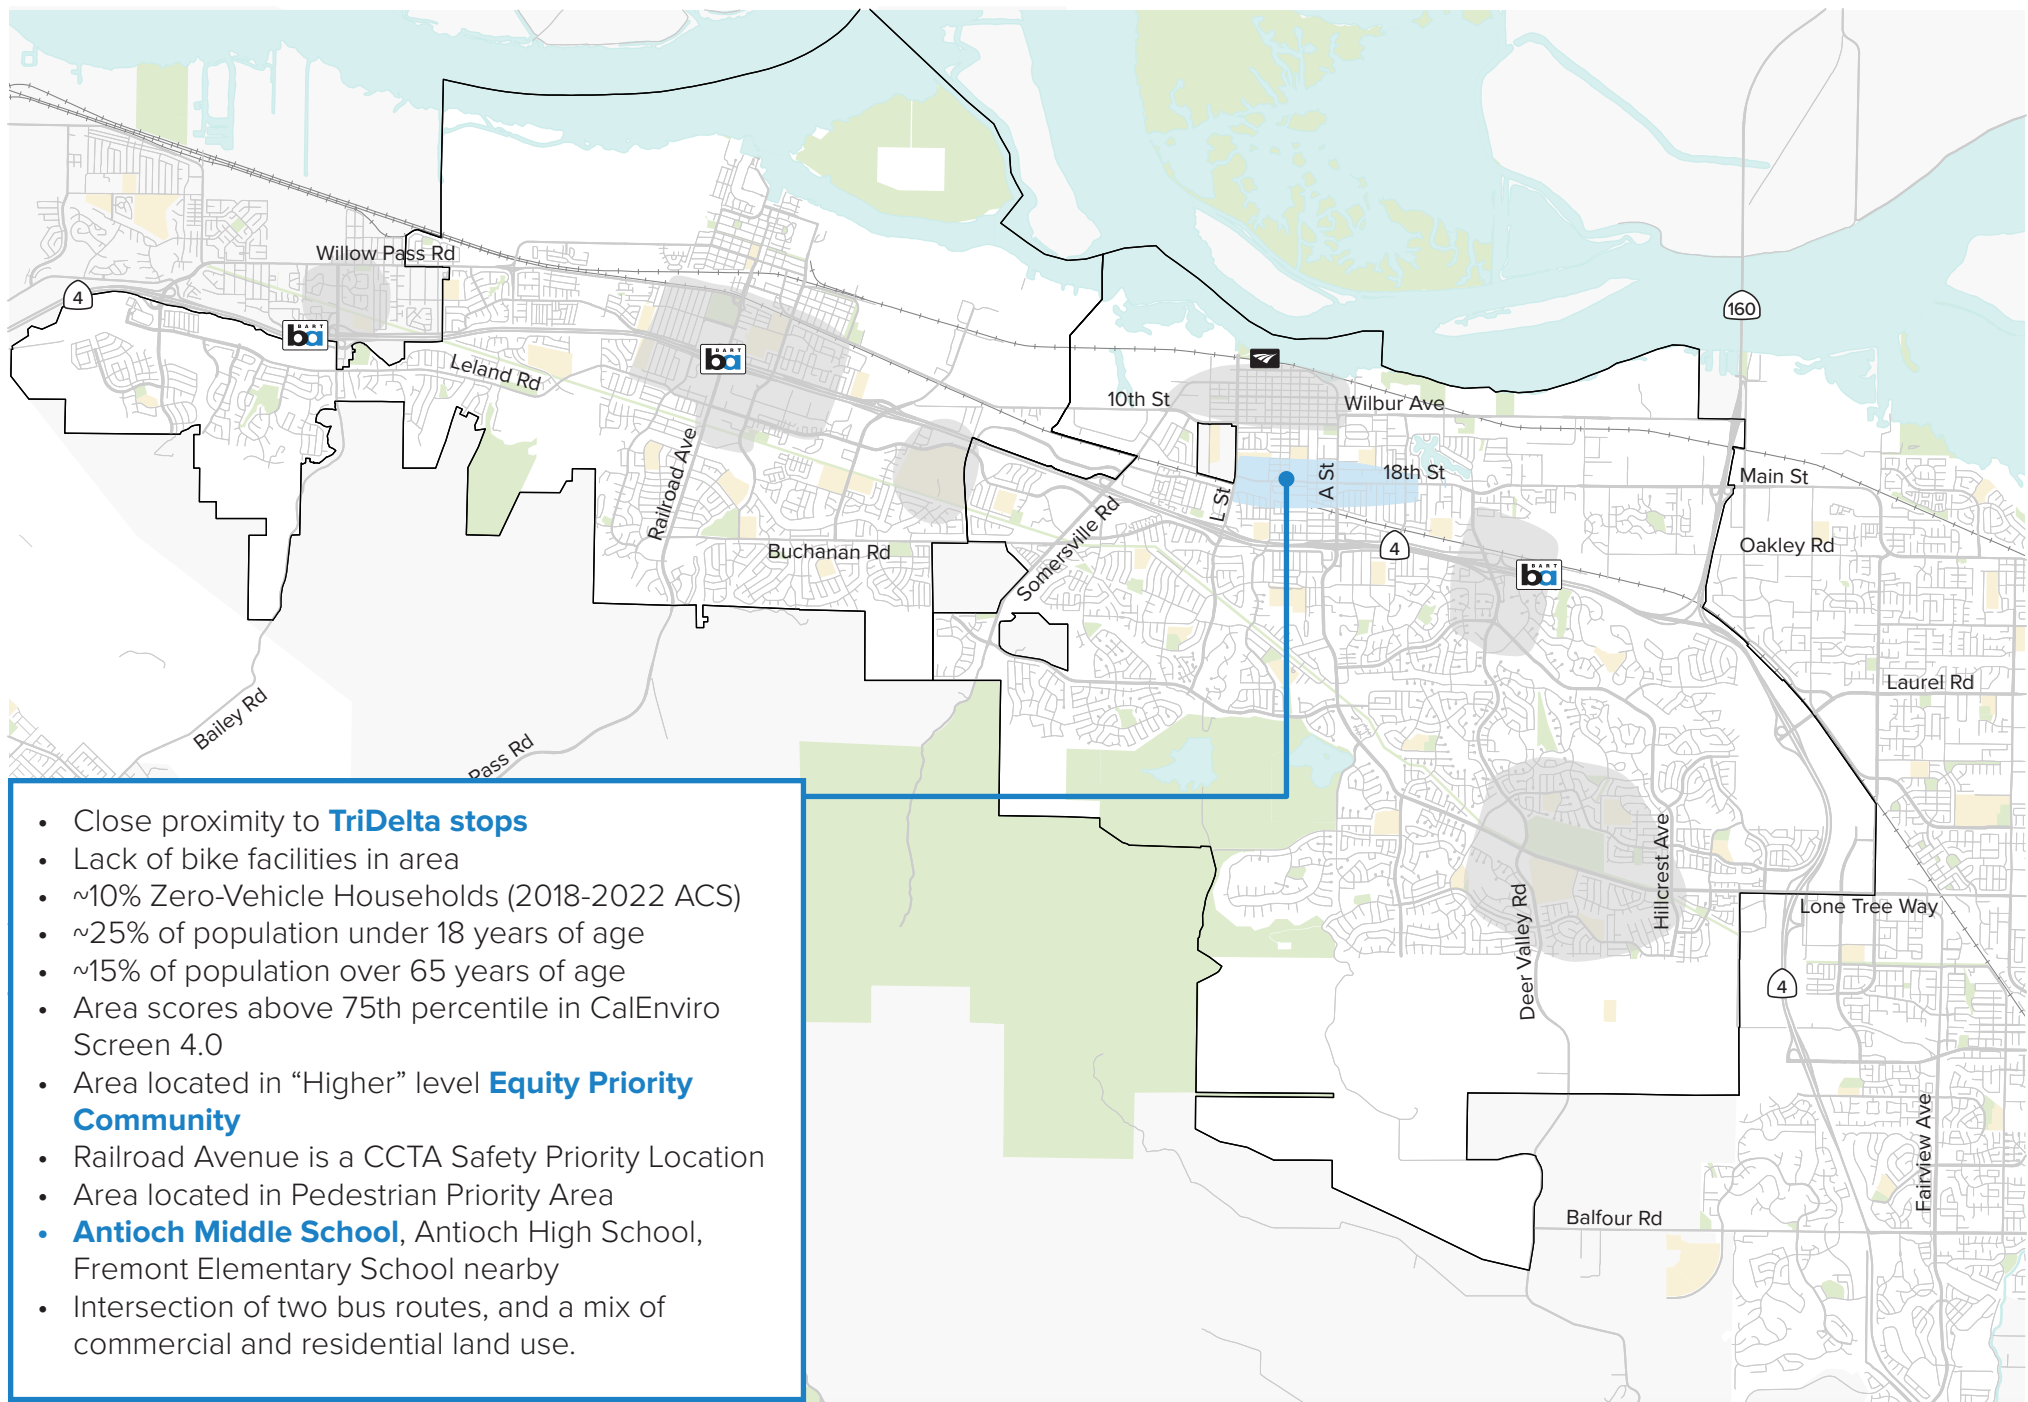 Willow Pass Rd
4
BART
ba
Leland Rd
BART
ba
Railroad Ave
Buchanan Rd
Somersville Rd
10th St
Wilbur Ave
L St
A St
18th St
160
Main St
4
Oakley Rd
BART
ba
Laurel Rd
Bailey Rd
Pass Rd
Hillcrest Ave
Deer Valley Rd
Lone Tree Way
4
Fairview Ave
Balfour Rd
• Close proximity to TriDelta stops
• Lack of bike facilities in area
• ~10% Zero-Vehicle Households (2018-2022 ACS)
• ~25% of population under 18 years of age
• ~15% of population over 65 years of age
• Area scores above 75th percentile in CalEnviro
Screen 4.0
• Area located in “Higher” level Equity Priority
Community
• Railroad Avenue is a CCTA Safety Priority Location
• Area located in Pedestrian Priority Area
• Antioch Middle School, Antioch High School,
Fremont Elementary School nearby
• Intersection of two bus routes, and a mix of
commercial and residential land use.